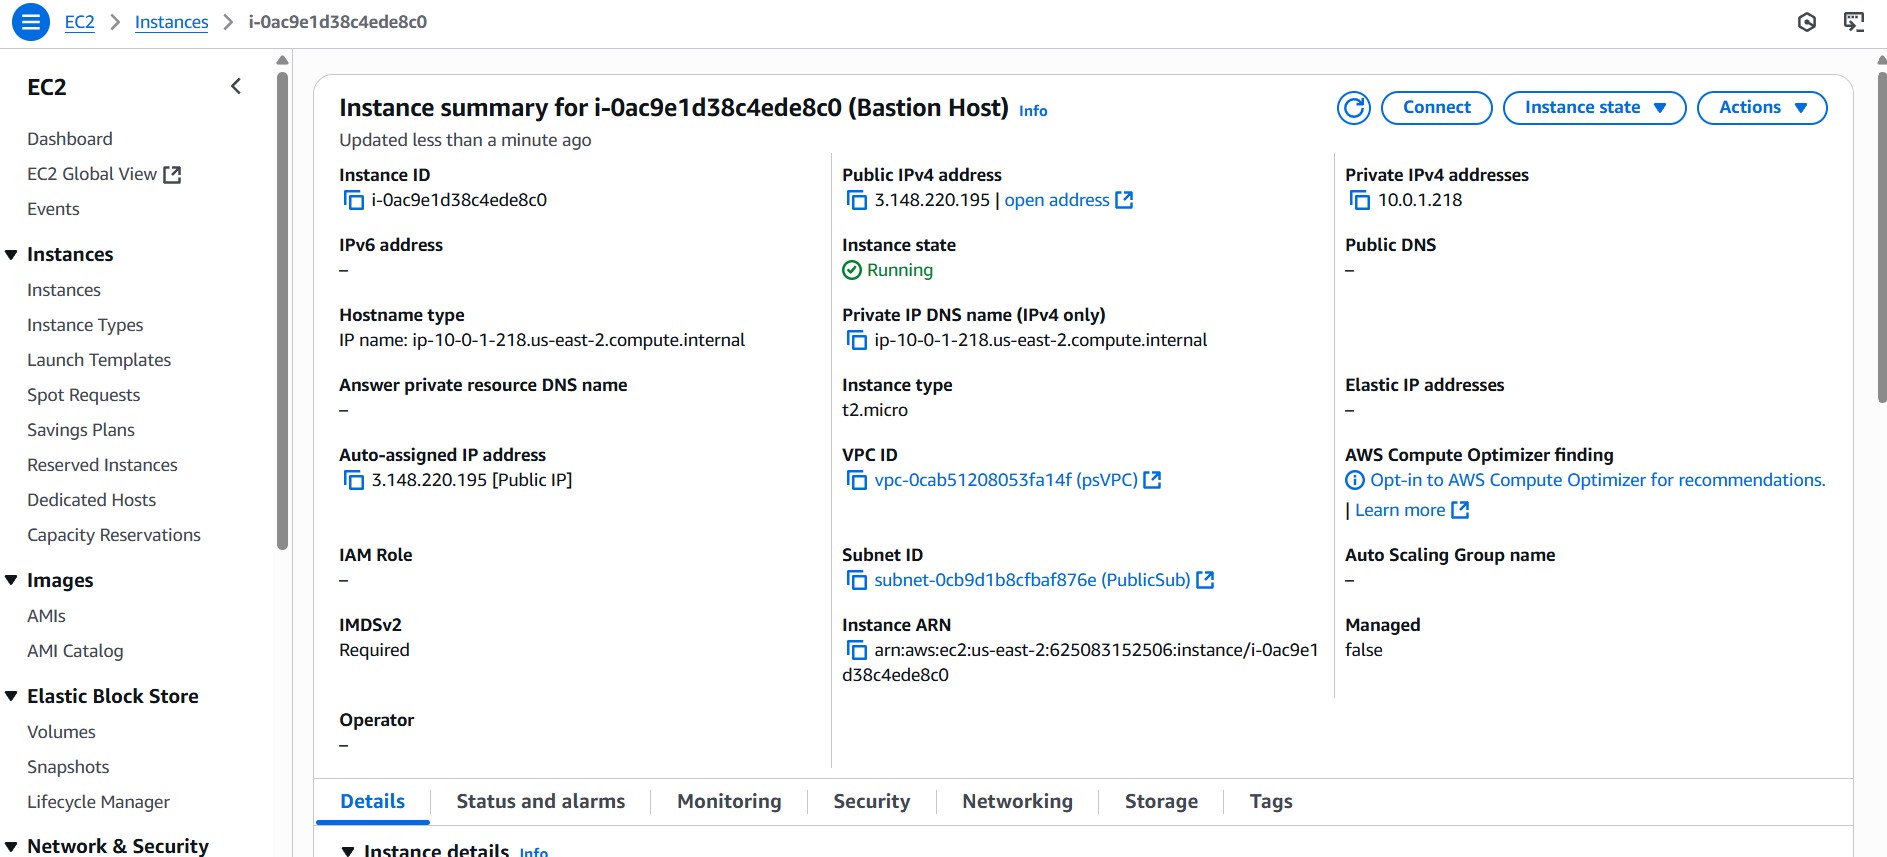 EC2 > Instances > i-0ac9e1d38c4ede8c0
EC2
Dashboard
EC2 Global View
Events
Instances
Instances
Instance Types
Launch Templates
Spot Requests
Savings Plans
Reserved Instances
Dedicated Hosts
Capacity Reservations
Images
AMIs
AMI Catalog
Elastic Block Store
Volumes
Snapshots
Lifecycle Manager
Network & Security
Instance summary for i-0ac9e1d38c4ede8c0 (Bastion Host) Info
Updated less than a minute ago
Connect
Instance state
Actions
Instance ID
i-0ac9e1d38c4ede8c0
Public IPv4 address
3.148.220.195 | open address
Private IPv4 addresses
10.0.1.218
IPv6 address
–
Instance state
Running
Public DNS
–
Hostname type
IP name: ip-10-0-1-218.us-east-2.compute.internal
Private IP DNS name (IPv4 only)
ip-10-0-1-218.us-east-2.compute.internal
Answer private resource DNS name
–
Instance type
t2.micro
Elastic IP addresses
–
Auto-assigned IP address
3.148.220.195 [Public IP]
VPC ID
vpc-0cab51208053fa14f (psVPC)
AWS Compute Optimizer finding
Opt-in to AWS Compute Optimizer for recommendations.
| Learn more
IAM Role
–
Subnet ID
subnet-0cb9d1b8cfbaf876e (PublicSub)
Auto Scaling Group name
–
IMDSv2
Required
Instance ARN
arn:aws:ec2:us-east-2:625083152506:instance/i-0ac9e1
d38c4ede8c0
Managed
false
Operator
–
Details
Status and alarms
Monitoring
Security
Networking
Storage
Tags
Instance details Info